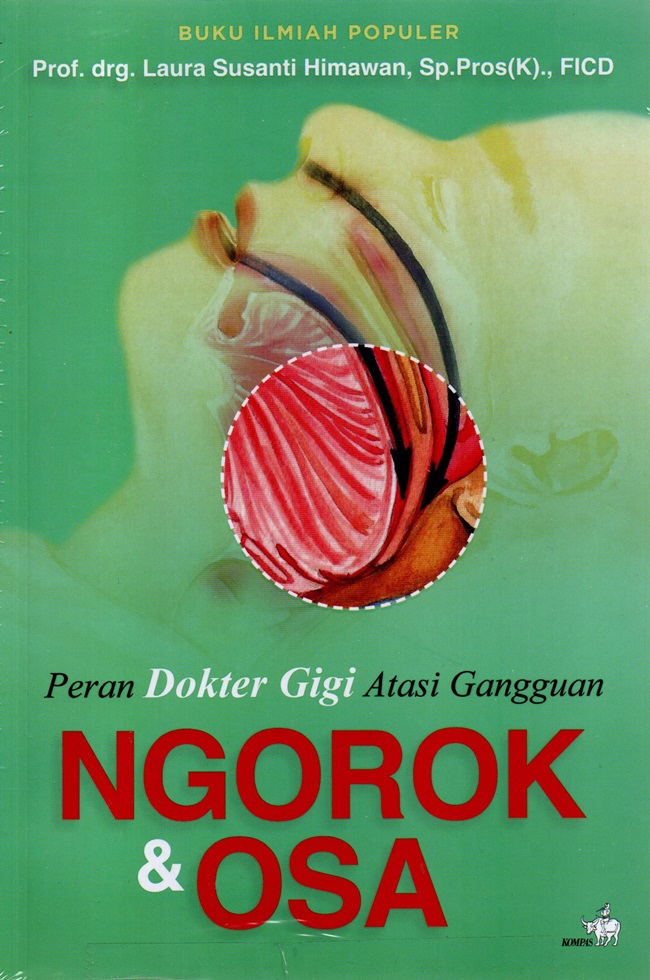 BUKU ILMIAH POPULER
Prof. drg. Laura Susanti Himawan, Sp.Pros(K)., FICD
Peran Dokter Gigi Atasi Gangguan
NGOROK
& OSA
KOMPAS